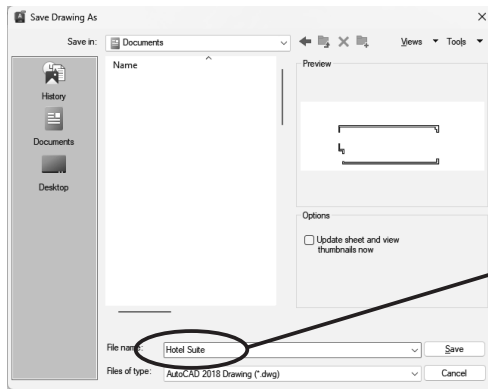 Save Drawing As
Save in: Documents Views Tools
Name Preview
History
Documents
Desktop
Options
Update sheet and view
thumbnails now
File name: Hotel Suite Save
Files of type: AutoCAD 2018 Drawing (*.dwg) Cancel